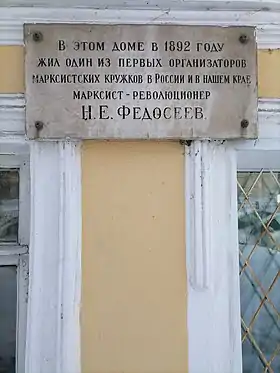 В ЭТОМ ДОМЕ В 1892 ГОДУ
ЖИЛ ОДИН ИЗ ПЕРВЫХ ОРГАНИЗАТОРОВ
МАРКСИСТСКИХ КРУЖКОВ В РОССИИ И В НАШЕМ КРАЕ
МАРКСИСТ-РЕВОЛЮЦИОНЕР
Н.Е. ФЕДОСЕЕВ.